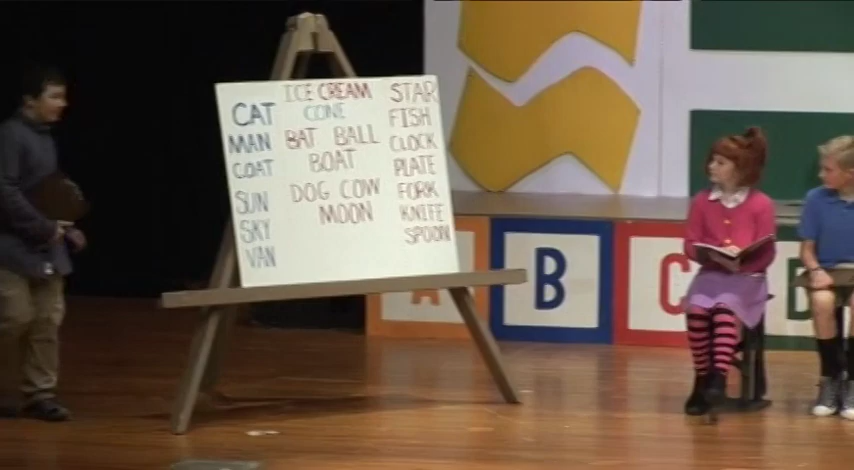 CAT
MAN
COAT
SUN
SKY
VAN
ICE CREAM
CONE
BAT BALL
BOAT
DOG COW
MOON
STAR
FISH
CLOCK
PLATE
FORK
KNIFE
SPOON
A
B
C
D